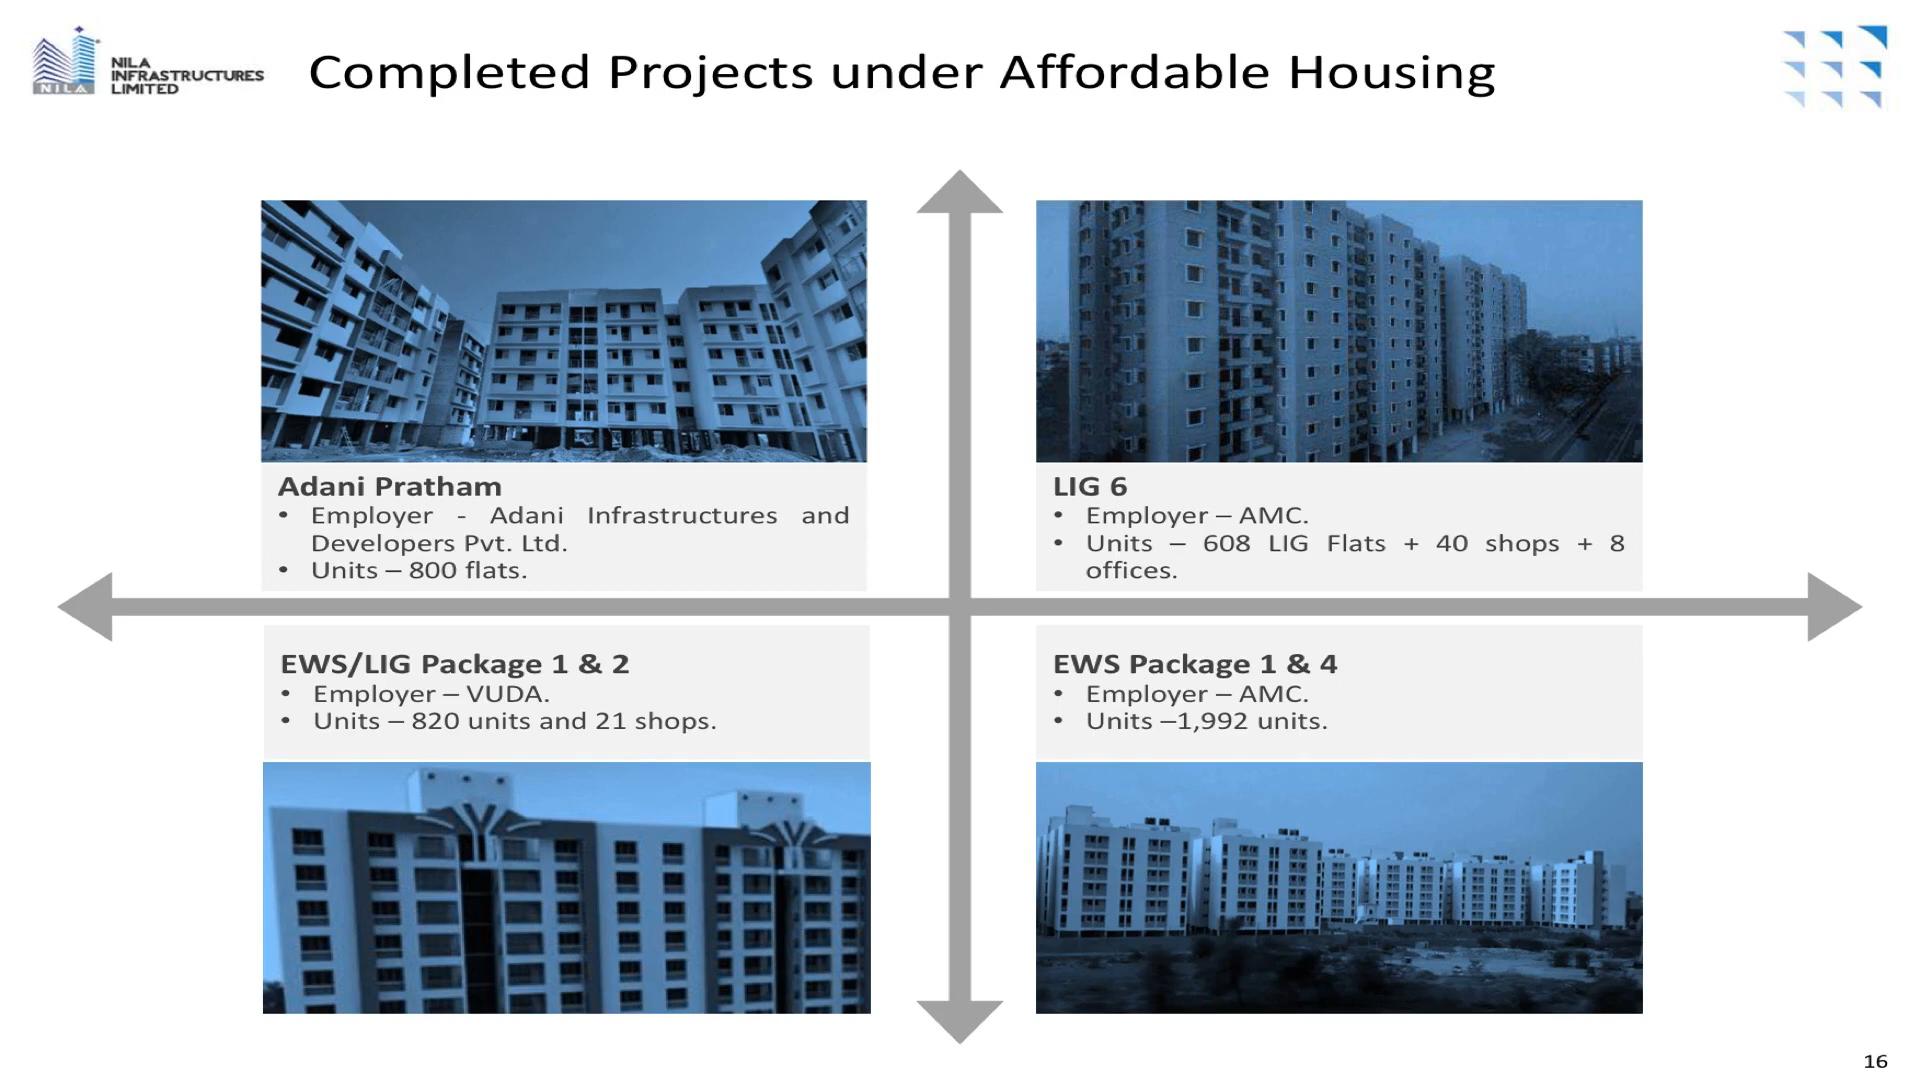 NILA
INFRASTRUCTURES
LIMITED
NILA
Completed Projects under Affordable Housing
Adani Pratham
• Employer - Adani Infrastructures and
Developers Pvt. Ltd.
• Units – 800 flats.
LIG 6
• Employer – AMC.
• Units – 608 LIG Flats + 40 shops + 8
offices.
EWS/LIG Package 1 & 2
• Employer – VUDA.
• Units – 820 units and 21 shops.
EWS Package 1 & 4
• Employer – AMC.
• Units –1,992 units.
16